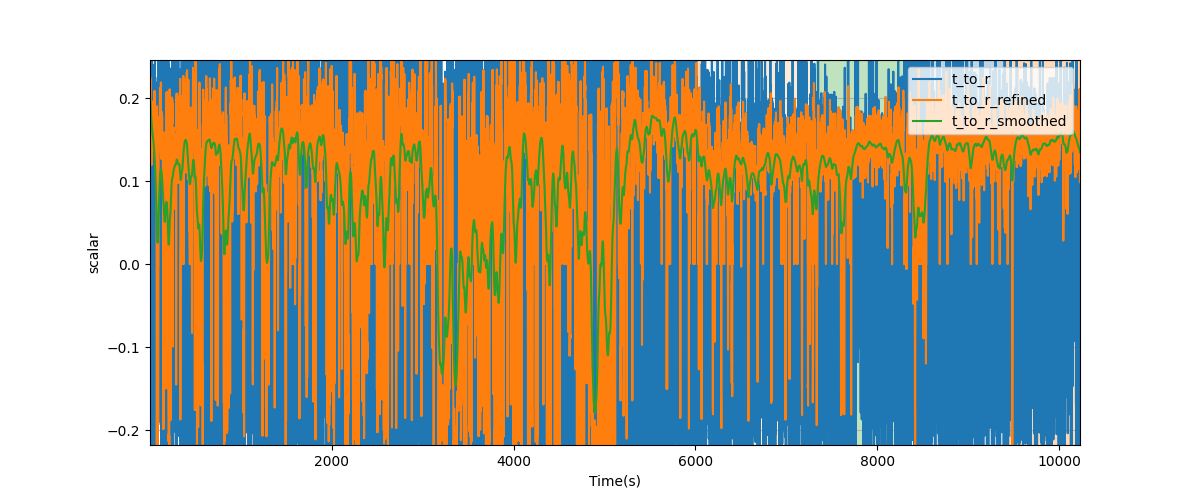 0.2
0.1
0.0
−0.1
−0.2
scalar
2000
4000
6000
8000
10000
Time(s)
t_to_r
t_to_r_refined
t_to_r_smoothed